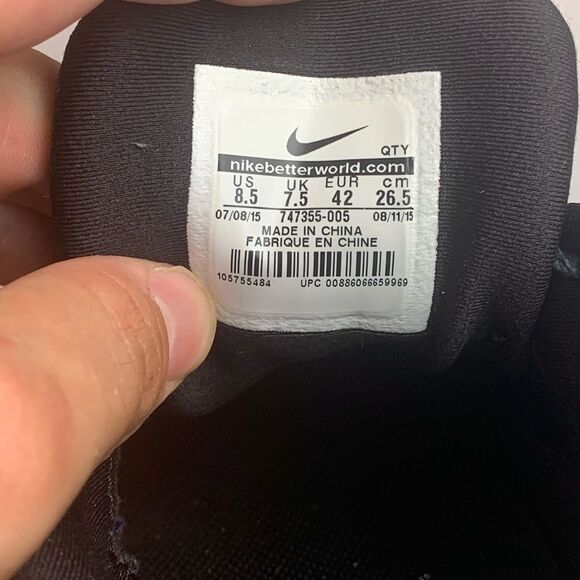 QTY
nikebetterworld.com
US UK EUR cm
8.5 7.5 42 26.5
07/08/15 747355-005 08/11/15
MADE IN CHINA
FABRIQUE EN CHINE
105755484 UPC 00886066659969